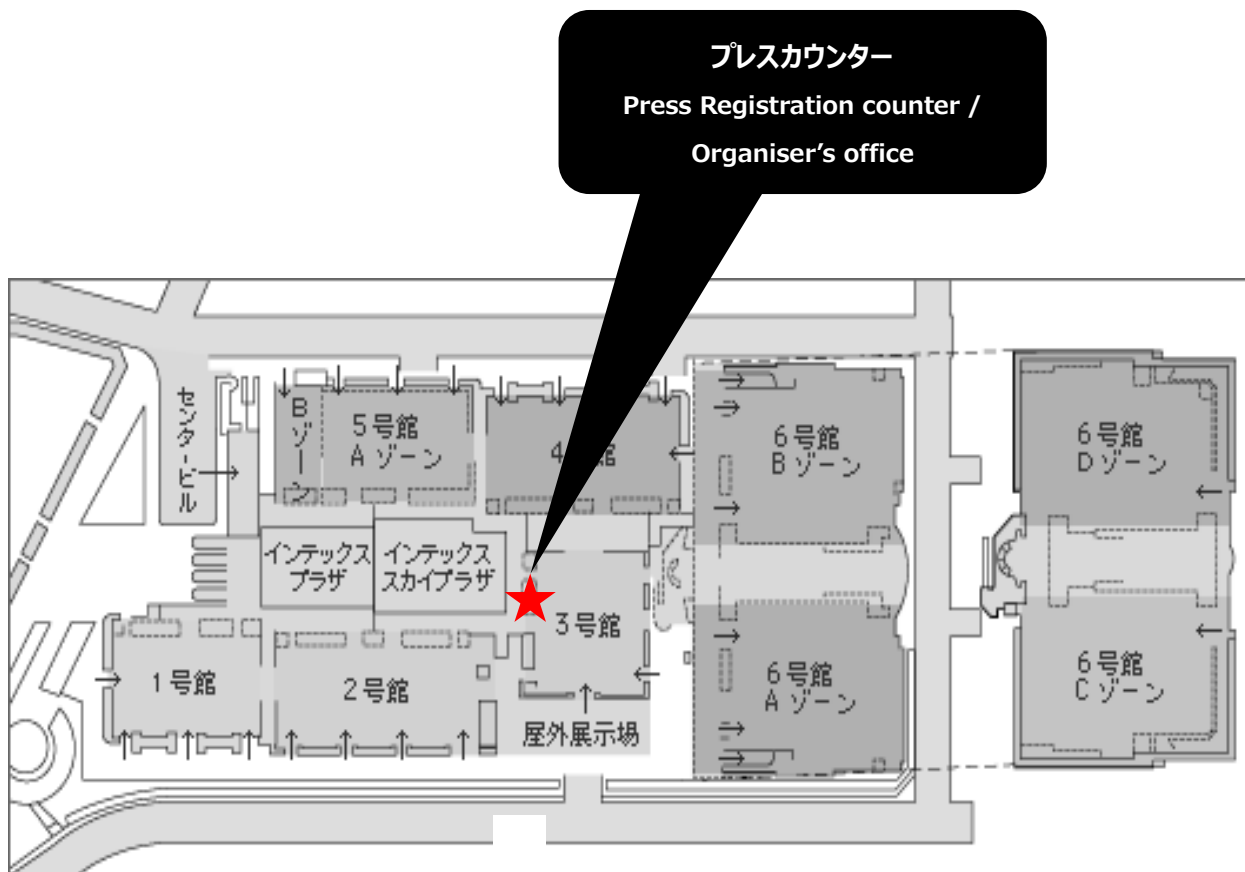 プレスカウンター
Press Registration counter /
Organiser’s office
センタービル
Bゾーン
5号館
Aゾーン
4
館
6号館
Bゾーン
6号館
Dゾーン
インテックス
プラザ
インテックス
スカイプラザ
3号館
1号館
2号館
屋外展示場
6号館
Aゾーン
6号館
Cゾーン